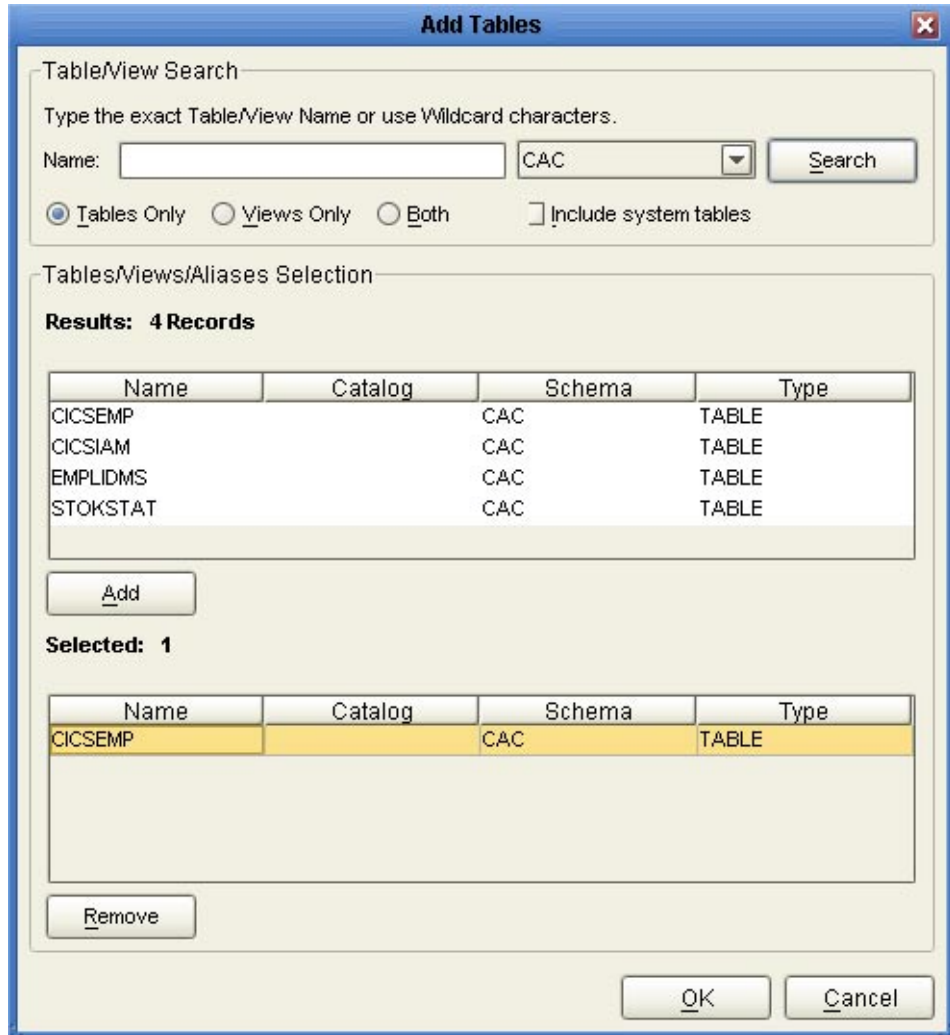 Add Tables
Table/View Search
Type the exact Table/View Name or use Wildcard characters.
Name: CAC Search
Tables Only Views Only Both Include system tables
Tables/Views/Aliases Selection
Results: 4 Records
Name Catalog Schema Type
CICSEMP CAC TABLE
CICSIAM CAC TABLE
EMPLIDMS CAC TABLE
STOKSTAT CAC TABLE
Add
Selected: 1
Name Catalog Schema Type
CICSEMP CAC TABLE
Remove
OK Cancel